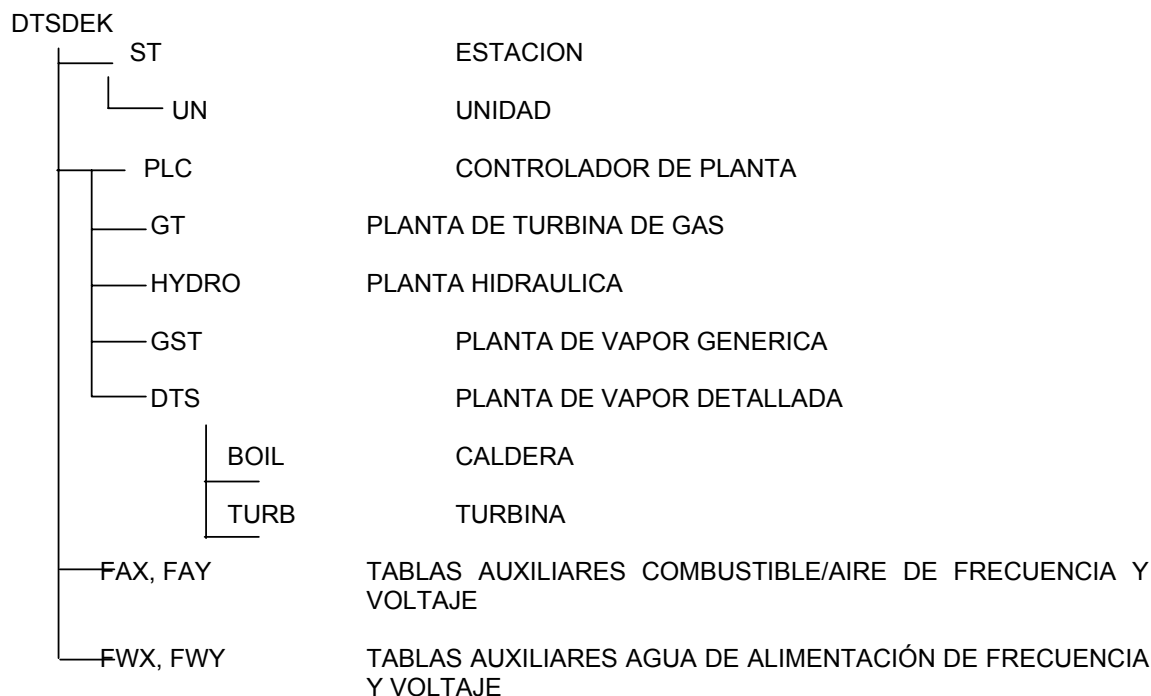 DTSDEK
ST ESTACION
UN UNIDAD
PLC CONTROLADOR DE PLANTA
GT PLANTA DE TURBINA DE GAS
HYDRO PLANTA HIDRAULICA
GST PLANTA DE VAPOR GENERICA
DTS PLANTA DE VAPOR DETALLADA
BOIL CALDERA
TURB TURBINA
FAX, FAY TABLAS AUXILIARES COMBUSTIBLE/AIRE DE FRECUENCIA Y
VOLTAJE
FWX, FWY TABLAS AUXILIARES AGUA DE ALIMENTACIÓN DE FRECUENCIA
Y VOLTAJE